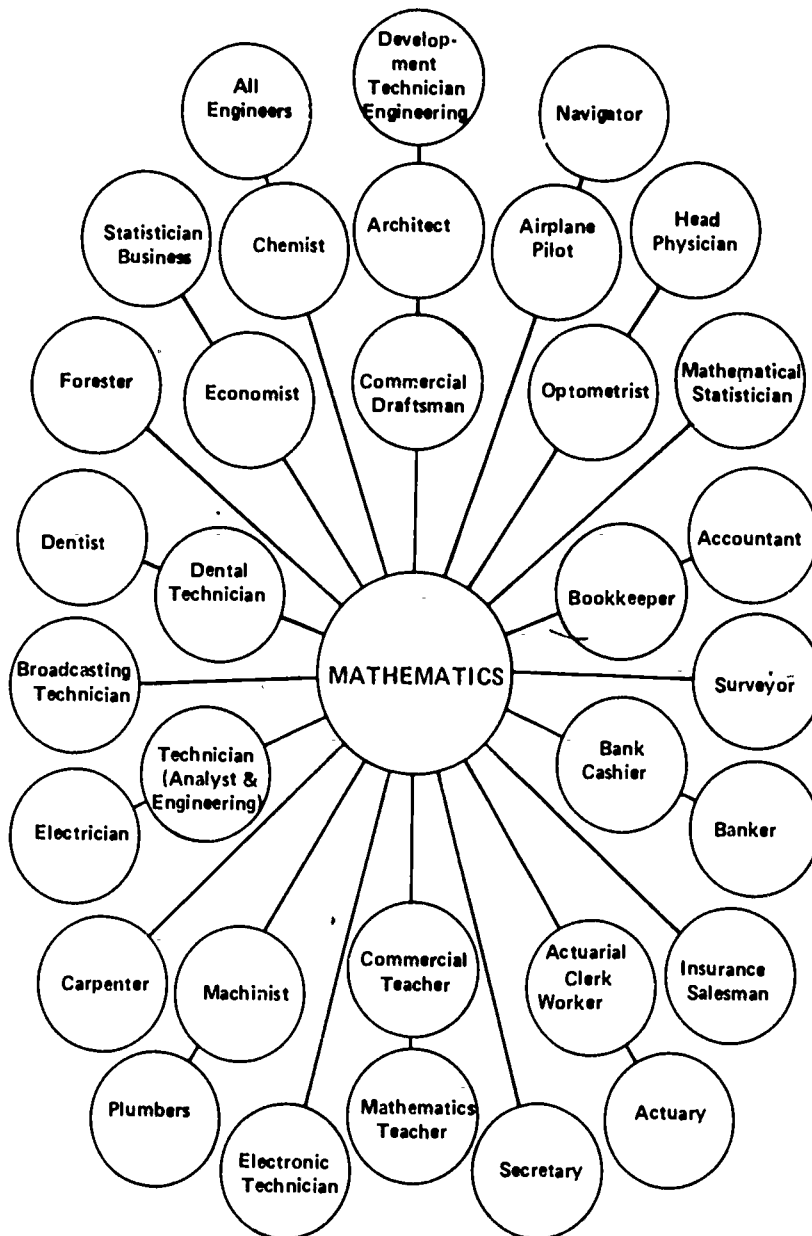 Develop-
ment
Technician
Engineering
All
Engineers
Navigator
Statistician
Business
Chemist
Architect
Airplane
Pilot
Head
Physician
Forester
Economist
Commercial
Draftsman
Optometrist
Mathematical
Statistician
Dentist
Dental
Technician
Bookkeeper
Accountant
Broadcasting
Technician
MATHEMATICS
Surveyor
Electrician
Technician
(Analyst &
Engineering)
Bank
Cashier
Banker
Carpenter
Machinist
Commercial
Teacher
Actuarial
Clerk
Worker
Insurance
Salesman
Plumbers
Electronic
Technician
Mathematics
Teacher
Secretary
Actuary